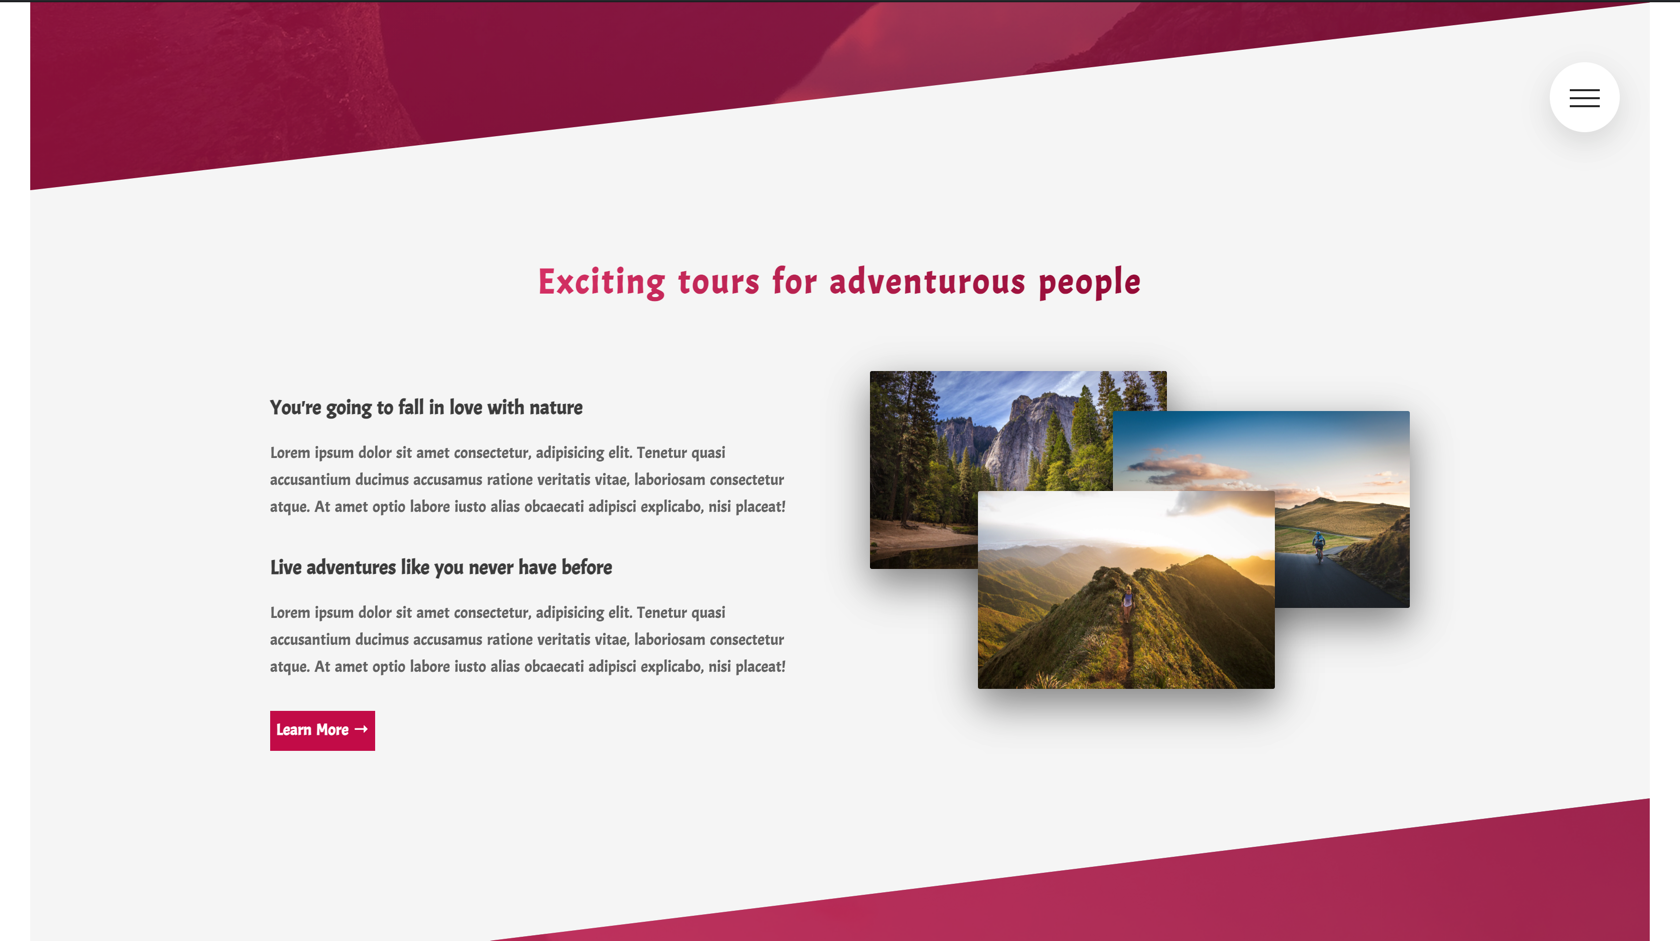 Exciting tours for adventurous people
You're going to fall in love with nature
Lorem ipsum dolor sit amet consectetur, adipisicing elit. Tenetur quasi
accusantium ducimus accusamus ratione veritatis vitae, laboriosam consectetur
atque. At amet optio labore iusto alias obcaecati adipisci explicabo, nisi placeat!
Live adventures like you never have before
Lorem ipsum dolor sit amet consectetur, adipisicing elit. Tenetur quasi
accusantium ducimus accusamus ratione veritatis vitae, laboriosam consectetur
atque. At amet optio labore iusto alias obcaecati adipisci explicabo, nisi placeat!
Learn More →